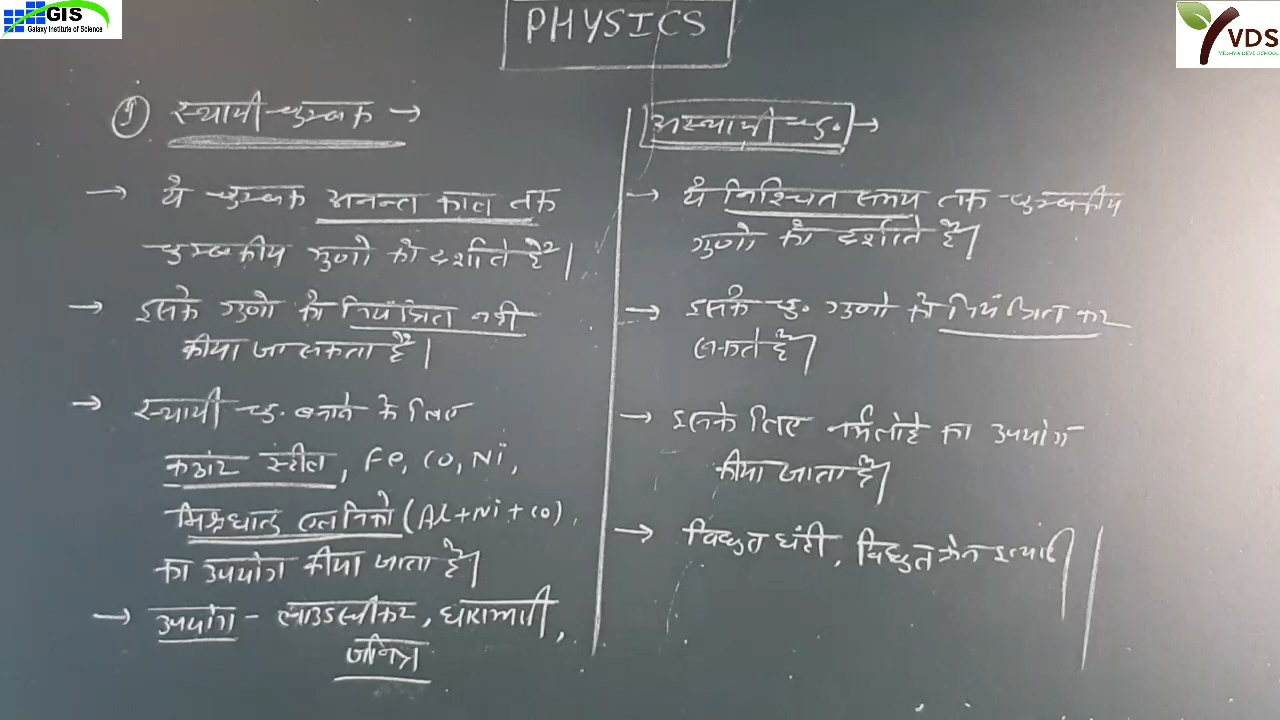 GIS
Galaxy Institute of Science
VDS
PHYSICS
① स्थायी चुम्बक →
→ ये चुम्बक अनन्त काल तक
चुम्बकीय गुणो को दर्शाते है।
→ इसके गुणो को नियंत्रित नही
कीया जा सकता है।
→ स्थायी चु. बनाने के लिए
कठोर स्टील, Fe, Co, Ni,
मिश्रधातु एलनिको (Al+Ni+Co),
का उपयोग कीया जाता है।
→ उपयोग - लाउडस्पीकर, धारामापी,
जनित्र
अस्थायी चु. →
→ ये निश्चित समय तक चुम्बकीय
गुणो को दर्शाते है।
→ इसके चु. गुणो को नियंत्रित कर
सकते है।
→ इसके लिए नर्म लोहे का उपयोग
कीया जाता है।
→ विद्युत घंटी, विद्युत क्रेन इत्यादि